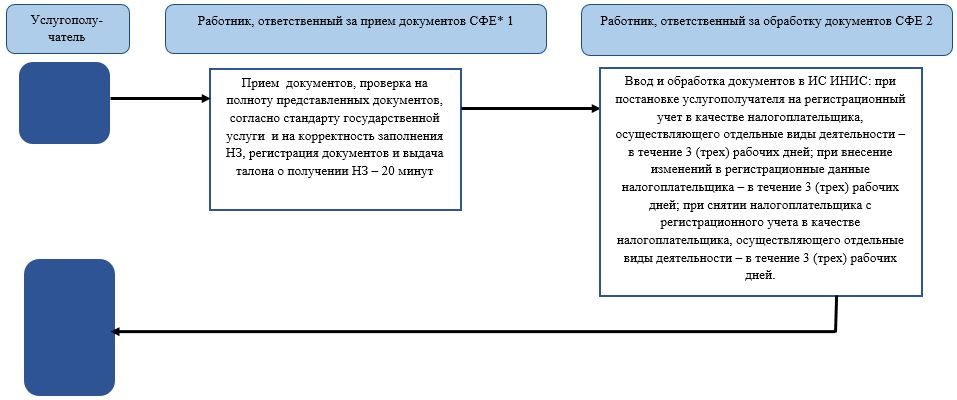 Услугополу-
чатель
Работник, ответственный за прием документов СФЕ* 1
Работник, ответственный за обработку документов СФЕ 2
Прием документов, проверка на
полноту представленных документов,
согласно стандарту государственной
услуги и на корректность заполнения
НЗ, регистрация документов и выдача
талона о получении НЗ – 20 минут
Ввод и обработка документов в ИС ИНИС: при
постановке услугополучателя на регистрационный
учет в качестве налогоплательщика,
осуществляющего отдельные виды деятельности –
в течение 3 (трех) рабочих дней; при внесение
изменений в регистрационные данные
налогоплательщика – в течение 3 (трех) рабочих
дней; при снятии налогоплательщика с
регистрационного учета в качестве
налогоплательщика, осуществляющего отдельные
виды деятельности – в течение 3 (трех) рабочих
дней.